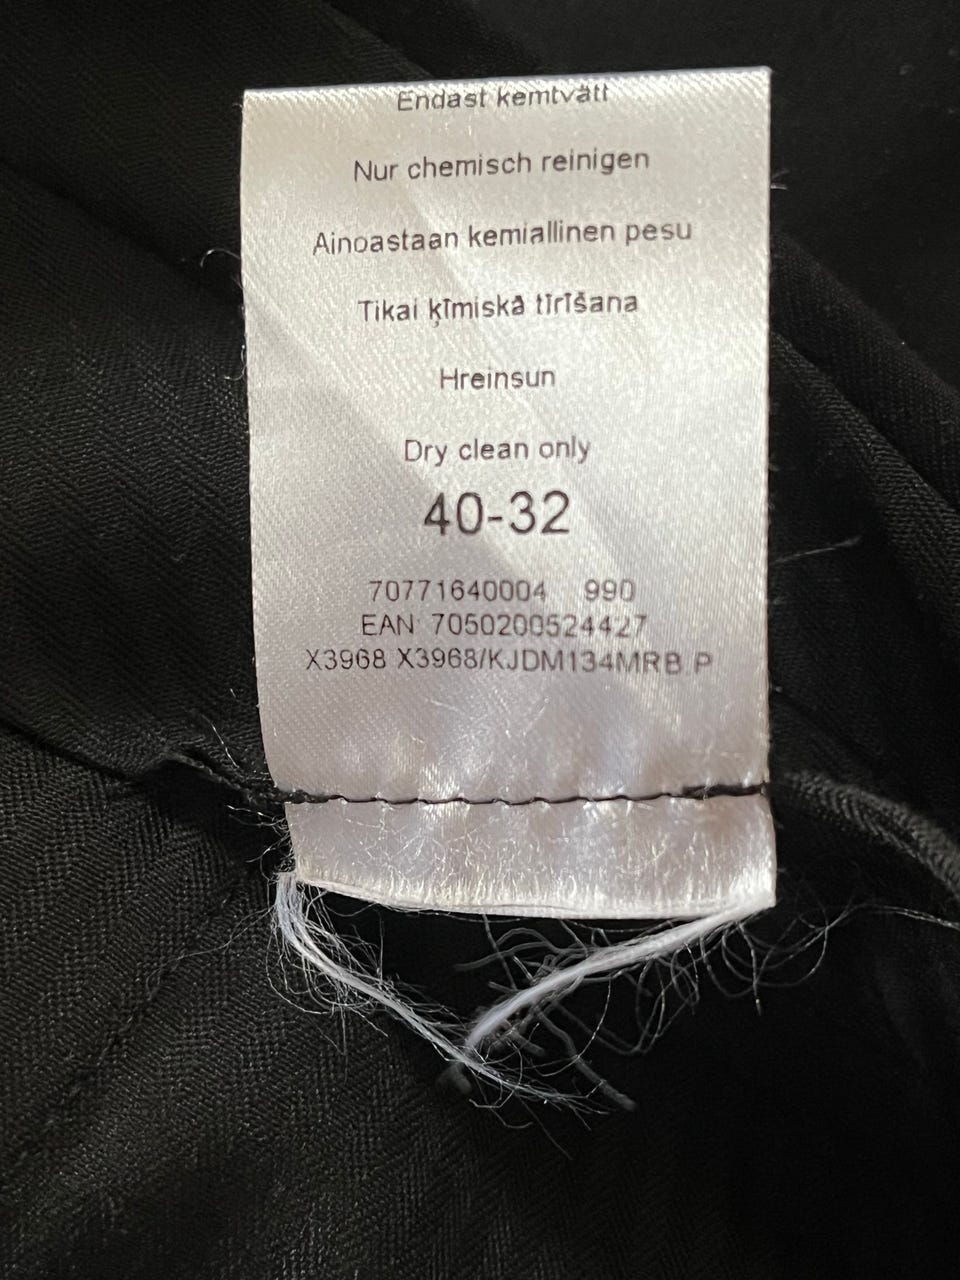 Endast kemtvätt
Nur chemisch reinigen
Ainoastaan kemiallinen pesu
Tikai ķīmiskā tīrīšana
Hreinsun
Dry clean only
40-32
70771640004 990
EAN: 7050200524427
X3968 X3968/KJDM134MRB.P